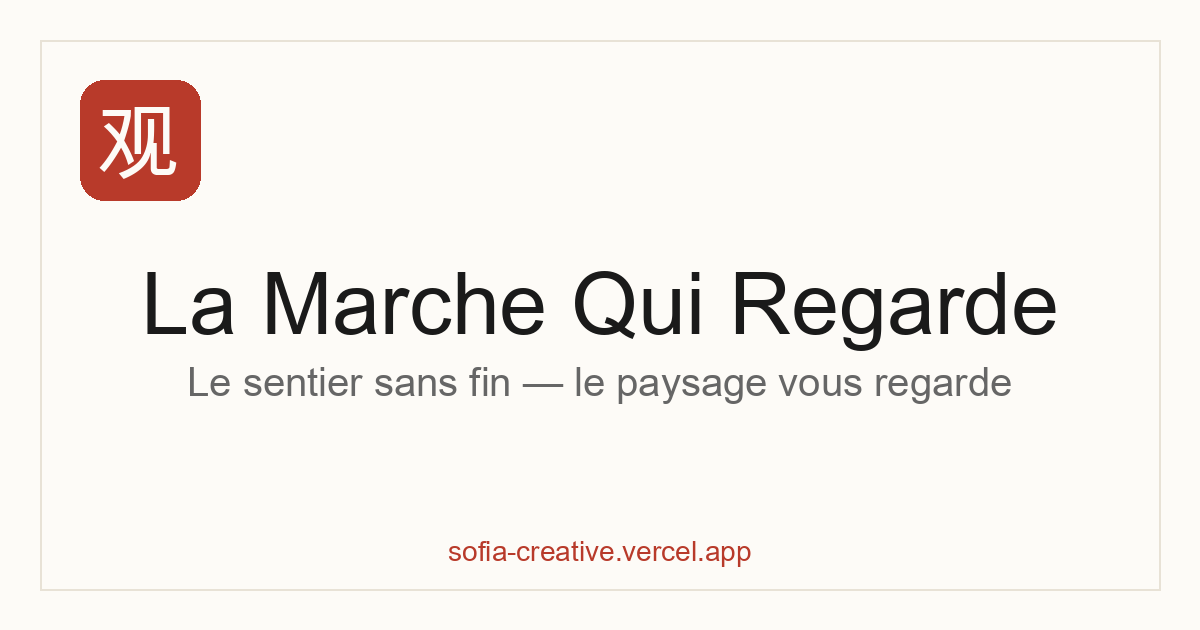 观
La Marche Qui Regarde
Le sentier sans fin — le paysage vous regarde
sofia-creative.vercel.app